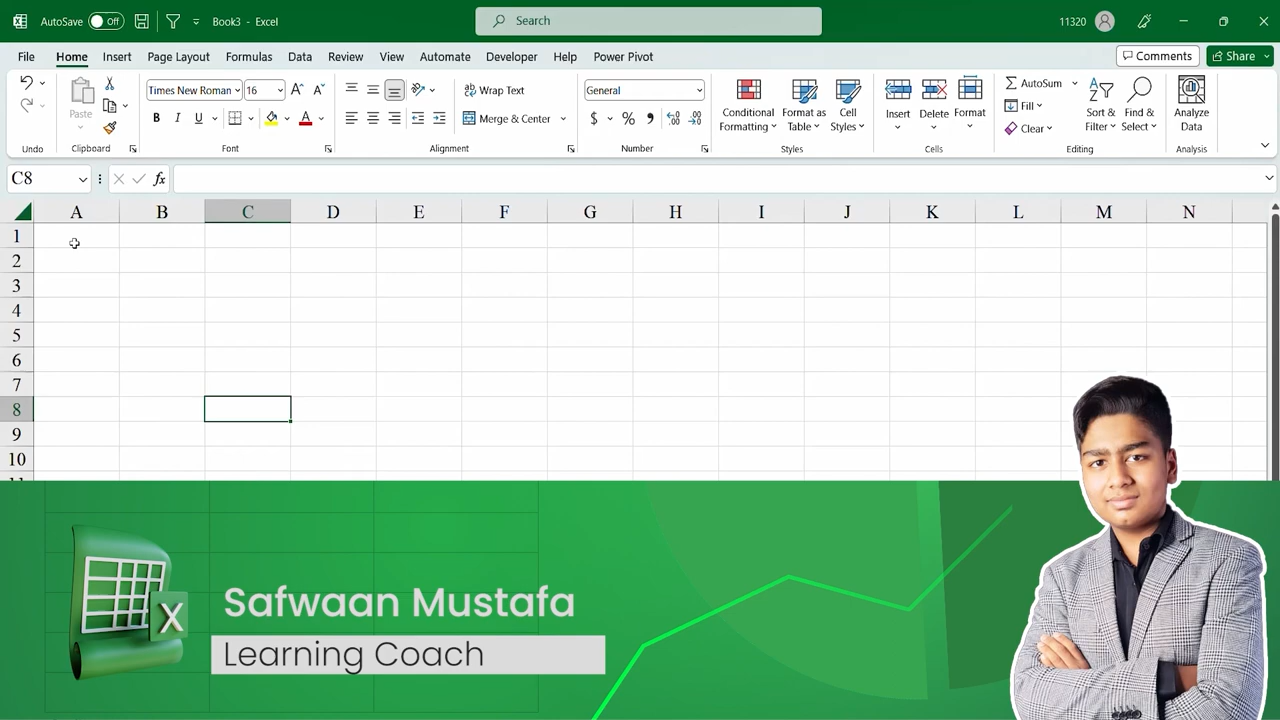 AutoSave Off Book3 - Excel Search 11320
File Home Insert Page Layout Formulas Data Review View Automate Developer Help Power Pivot Comments Share
Paste Times New Roman 16 Wrap Text General Conditional Formatting Format as Table Cell Styles Insert Delete Format AutoSum Sort & Filter Find & Select Analyze Data
B I U Merge & Center $ % Fill
Clear
Undo Clipboard Font Alignment Number Styles Cells Editing Analysis
C8 fx
A B C D E F G H I J K L M N
1
2
3
4
5
6
7
8
9
10
X
Safwaan Mustafa
Learning Coach